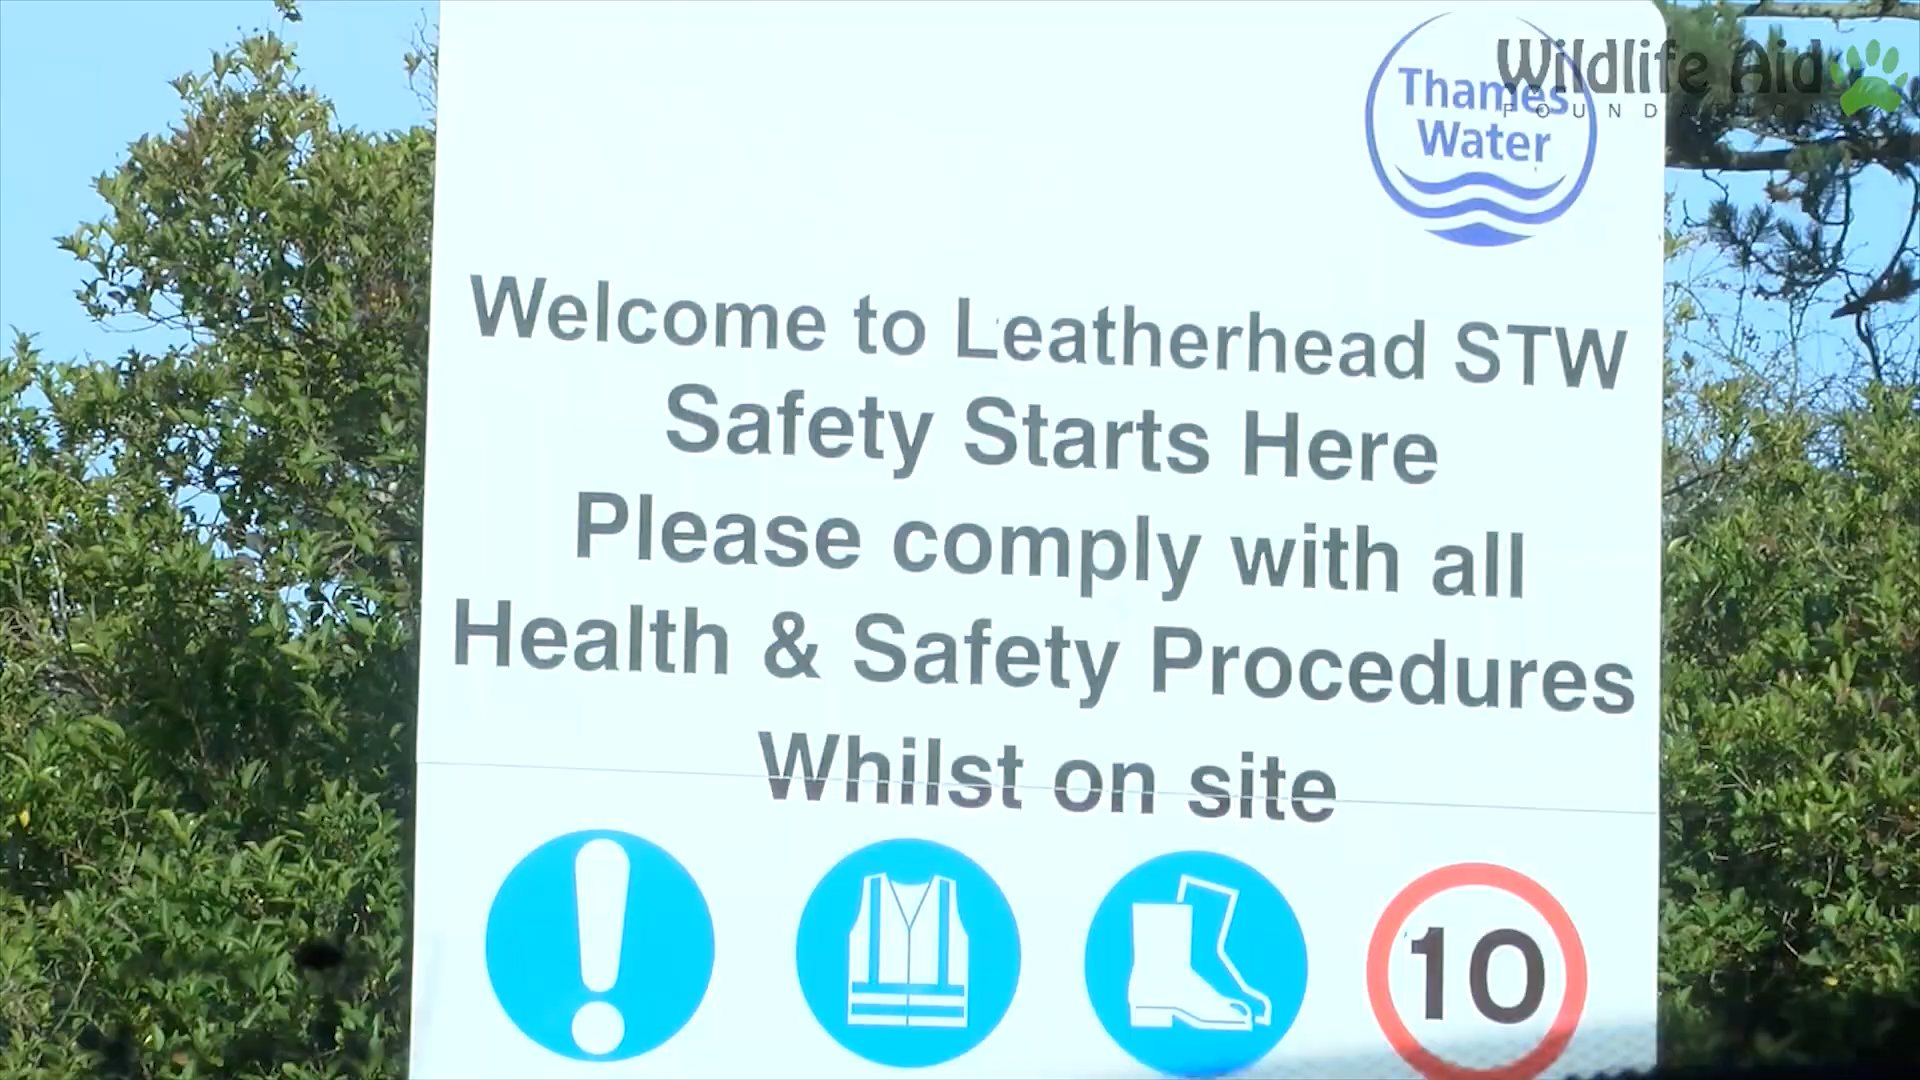 Wildlife Aid
FOUNDATION
Thames
Water
Welcome to Leatherhead STW
Safety Starts Here
Please comply with all
Health & Safety Procedures
Whilst on site
10